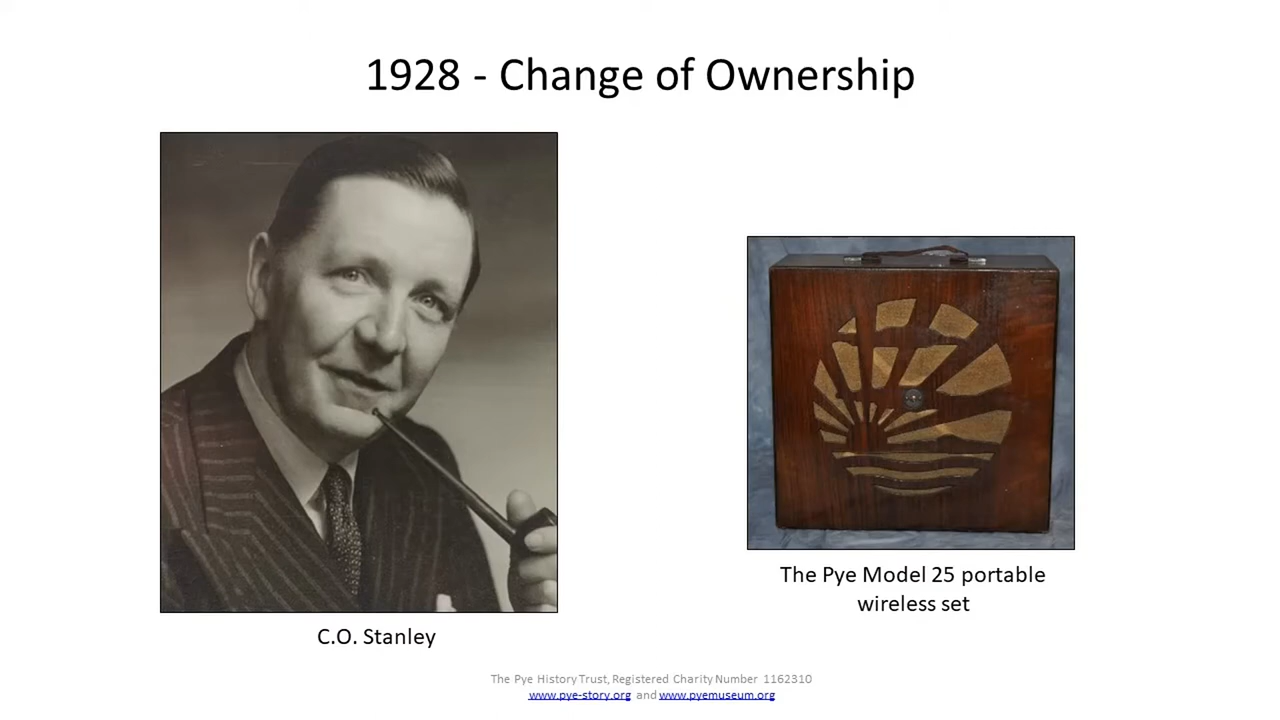 1928 - Change of Ownership
The Pye Model 25 portable
wireless set
C.O. Stanley
The Pye History Trust, Registered Charity Number 1162310
www.pye-story.org and www.pyemuseum.org